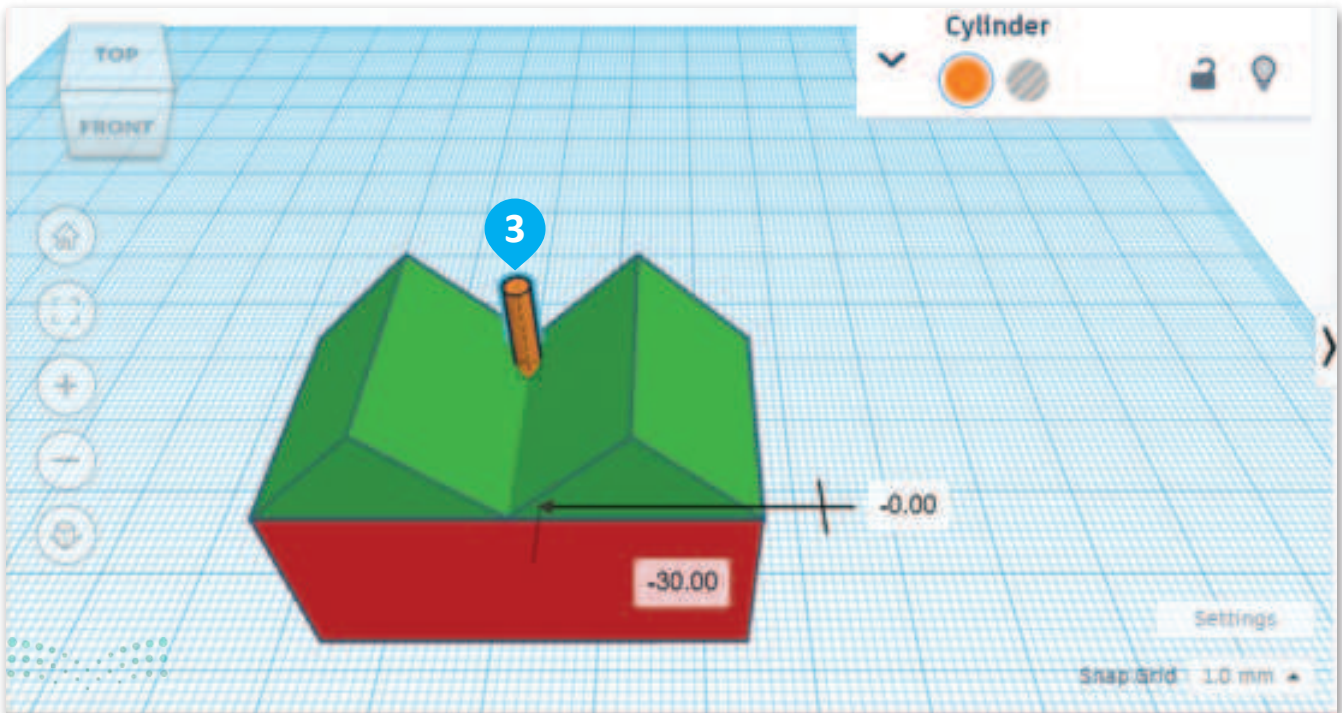 Cylinder
TOP
FRONT
3
-0.00
-30.00
Settings
Snap Grid 1.0 mm